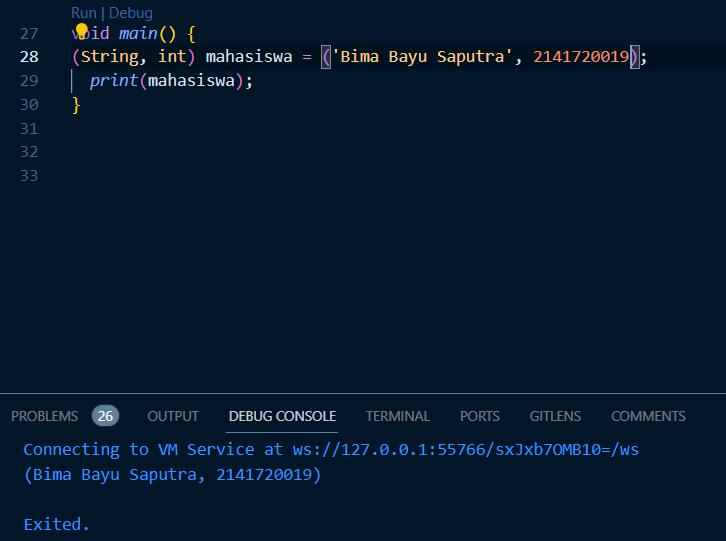 Run | Debug
27 void main() {
28 (String, int) mahasiswa = ('Bima Bayu Saputra', 2141720019);
29 print(mahasiswa);
30 }
31
32
33
PROBLEMS 26 OUTPUT DEBUG CONSOLE TERMINAL PORTS GITLENS COMMENTS
Connecting to VM Service at ws://127.0.0.1:55766/sxJxb7OMB10=/ws
(Bima Bayu Saputra, 2141720019)
Exited.